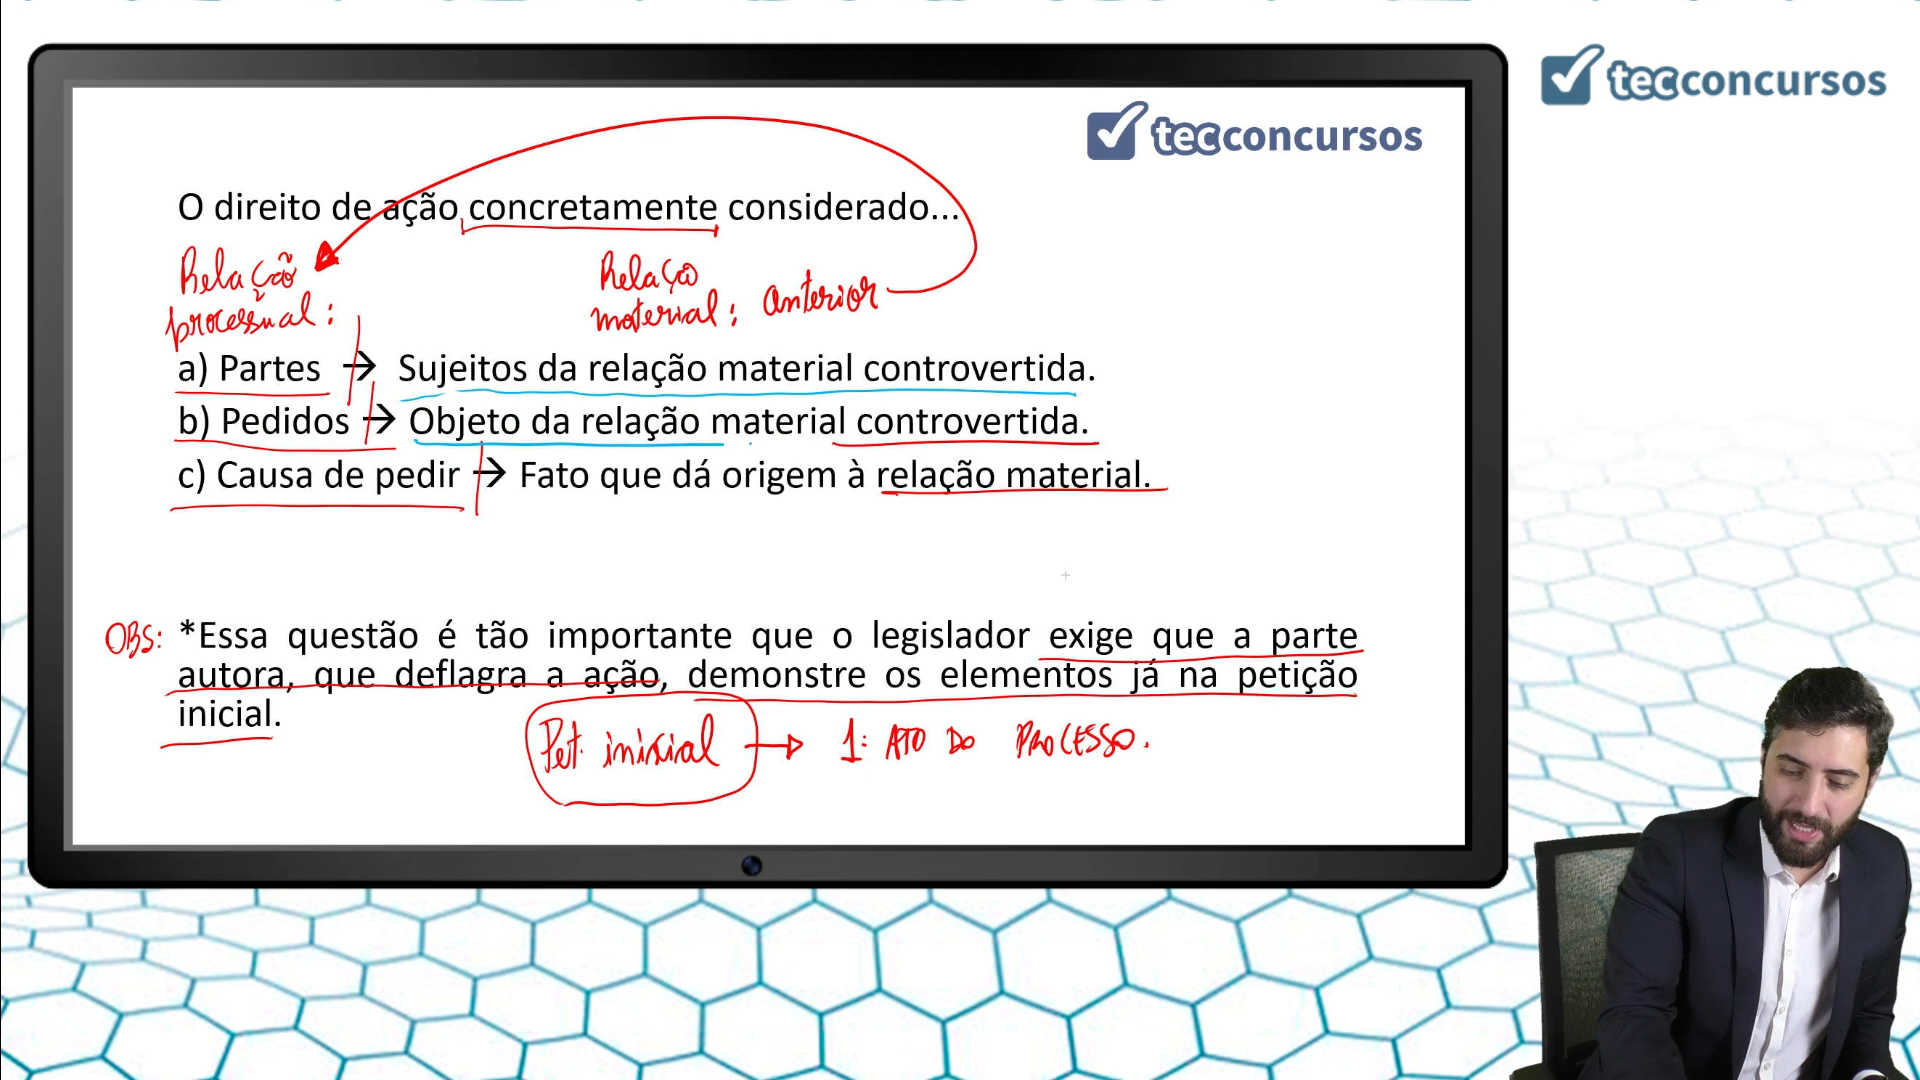 tecconcursos
tecconcursos
O direito de ação concretamente considerado...
Relação
processual:
Relação
material: anterior
a) Partes → Sujeitos da relação material controvertida.
b) Pedidos → Objeto da relação material controvertida.
c) Causa de pedir → Fato que dá origem à relação material.
OBS: *Essa questão é tão importante que o legislador exige que a parte
autora, que deflagra a ação, demonstre os elementos já na petição
inicial.
Pet. inicial → 1: ATO DO PROCESSO.